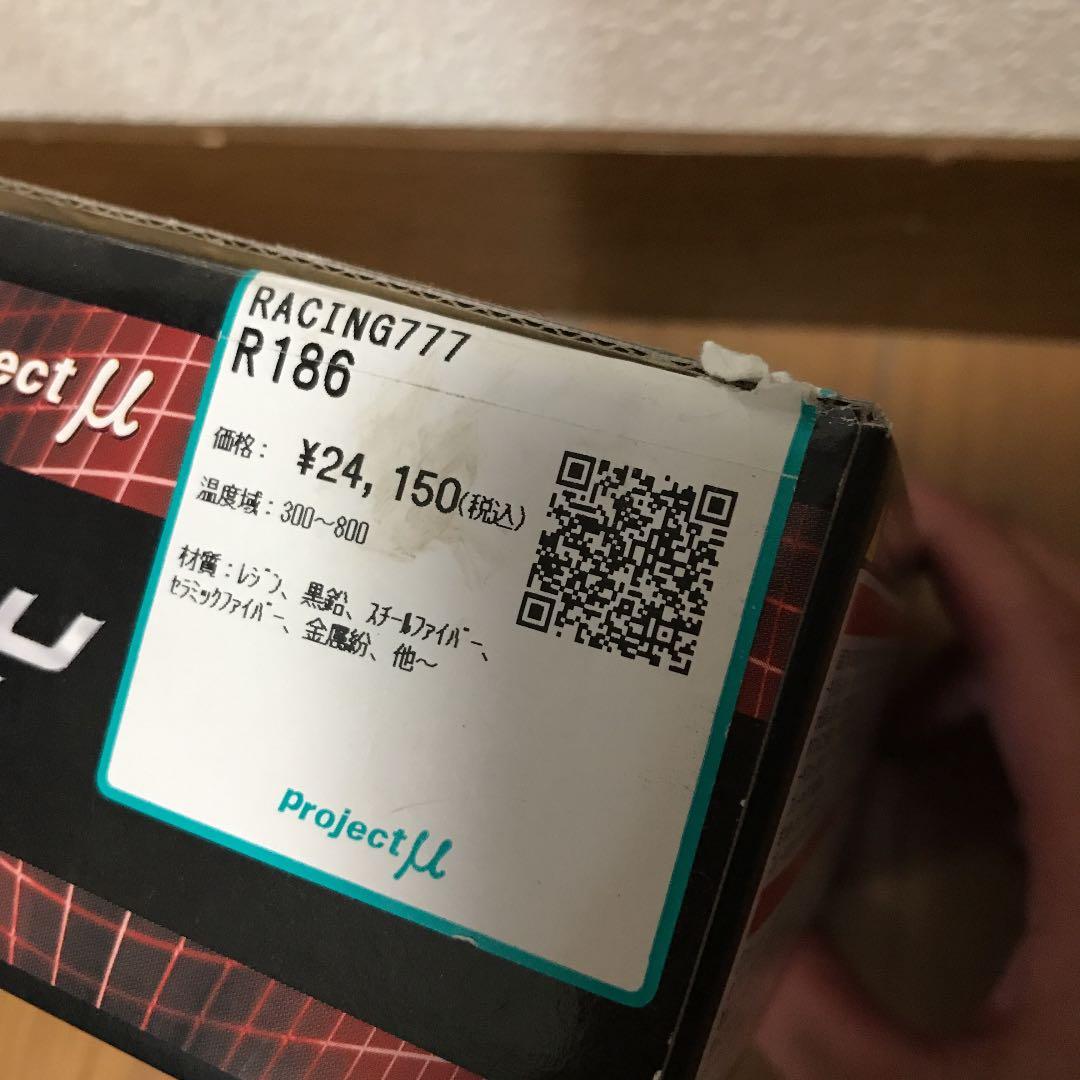 RACING777
R186
価格: ¥24,150(税込)
温度域:300~800
材質:レジン、黒鉛、スチールファイバー、
セラミックファイバー、金属粉、他~
projectμ
ectμ